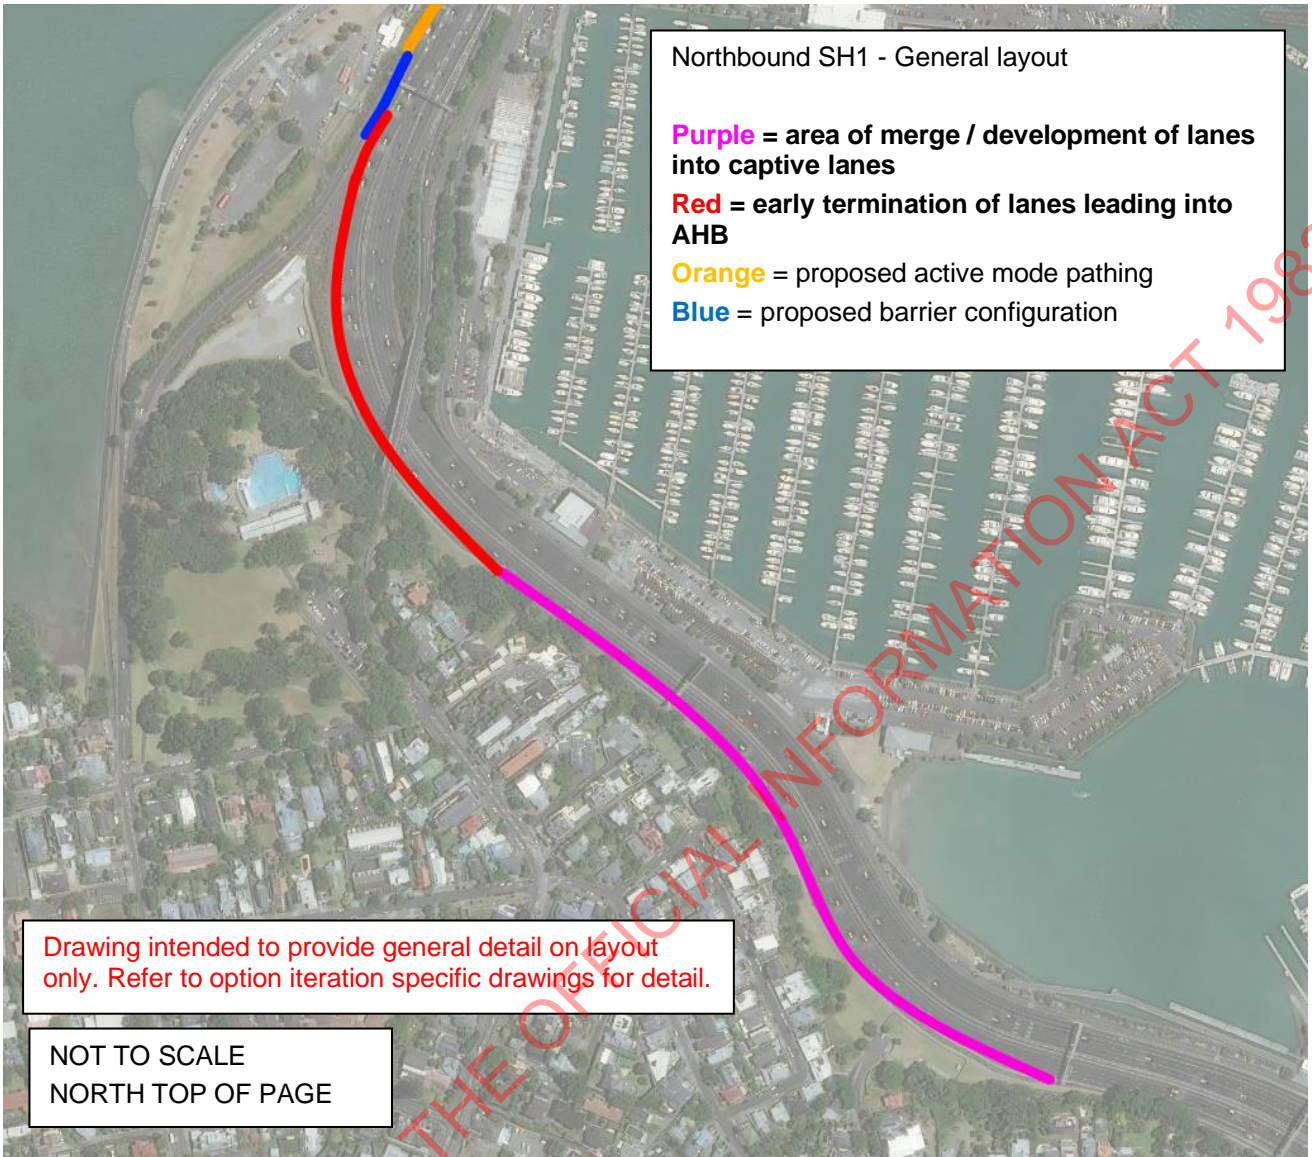 Northbound SH1 - General layout
Purple = area of merge / development of lanes
into captive lanes
Red = early termination of lanes leading into
AHB
Orange = proposed active mode pathing
Blue = proposed barrier configuration
THE OFFICIAL INFORMATION ACT 198
Drawing intended to provide general detail on layout
only. Refer to option iteration specific drawings for detail.
NOT TO SCALE
NORTH TOP OF PAGE